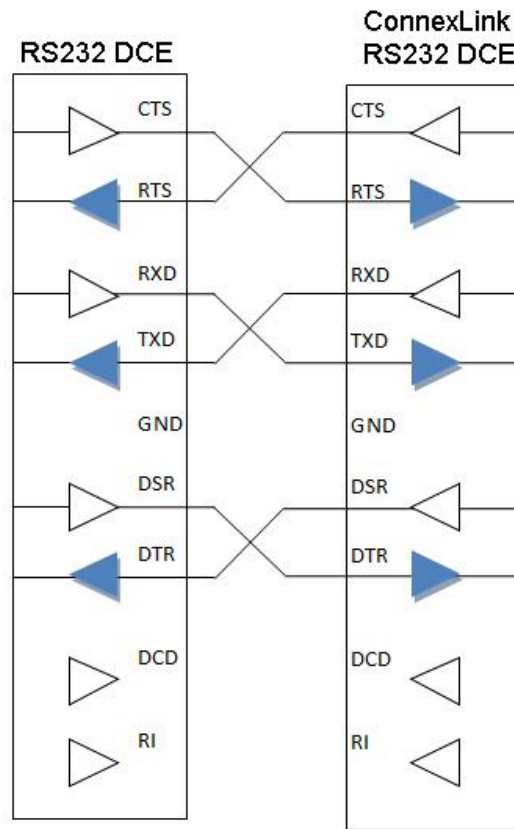 RS232 DCE
ConnexLink
RS232 DCE
CTS
CTS
RTS
RTS
RXD
RXD
TXD
TXD
GND
GND
DSR
DSR
DTR
DTR
DCD
DCD
RI
RI